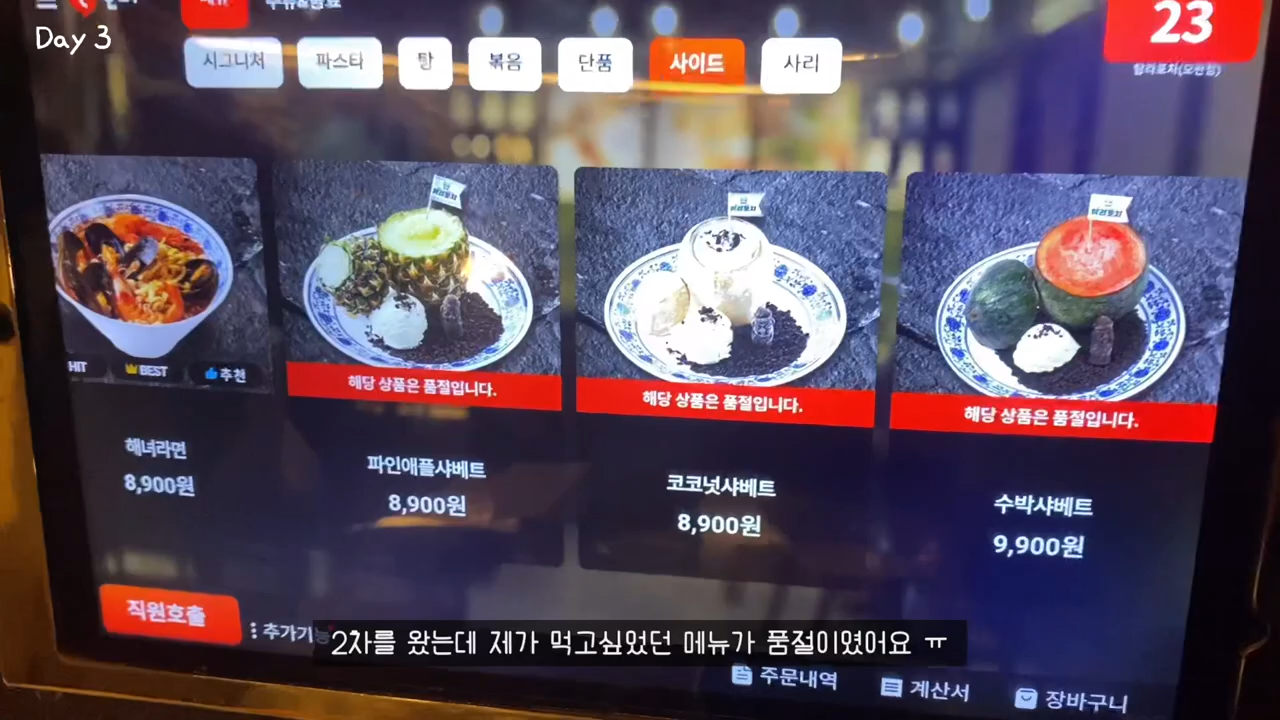 Day 3
메뉴
23
시그니처
파스타
탕
볶음
단품
사이드
사리
HIT
BEST
추천
해당 상품은 품절입니다.
해당 상품은 품절입니다.
해당 상품은 품절입니다.
해녀라면
8,900원
파인애플샤베트
8,900원
코코넛샤베트
8,900원
수박샤베트
9,900원
직원호출
추가기능
2차를 왔는데 제가 먹고싶었던 메뉴가 품절이였어요 ㅠ
주문내역
계산서
장바구니